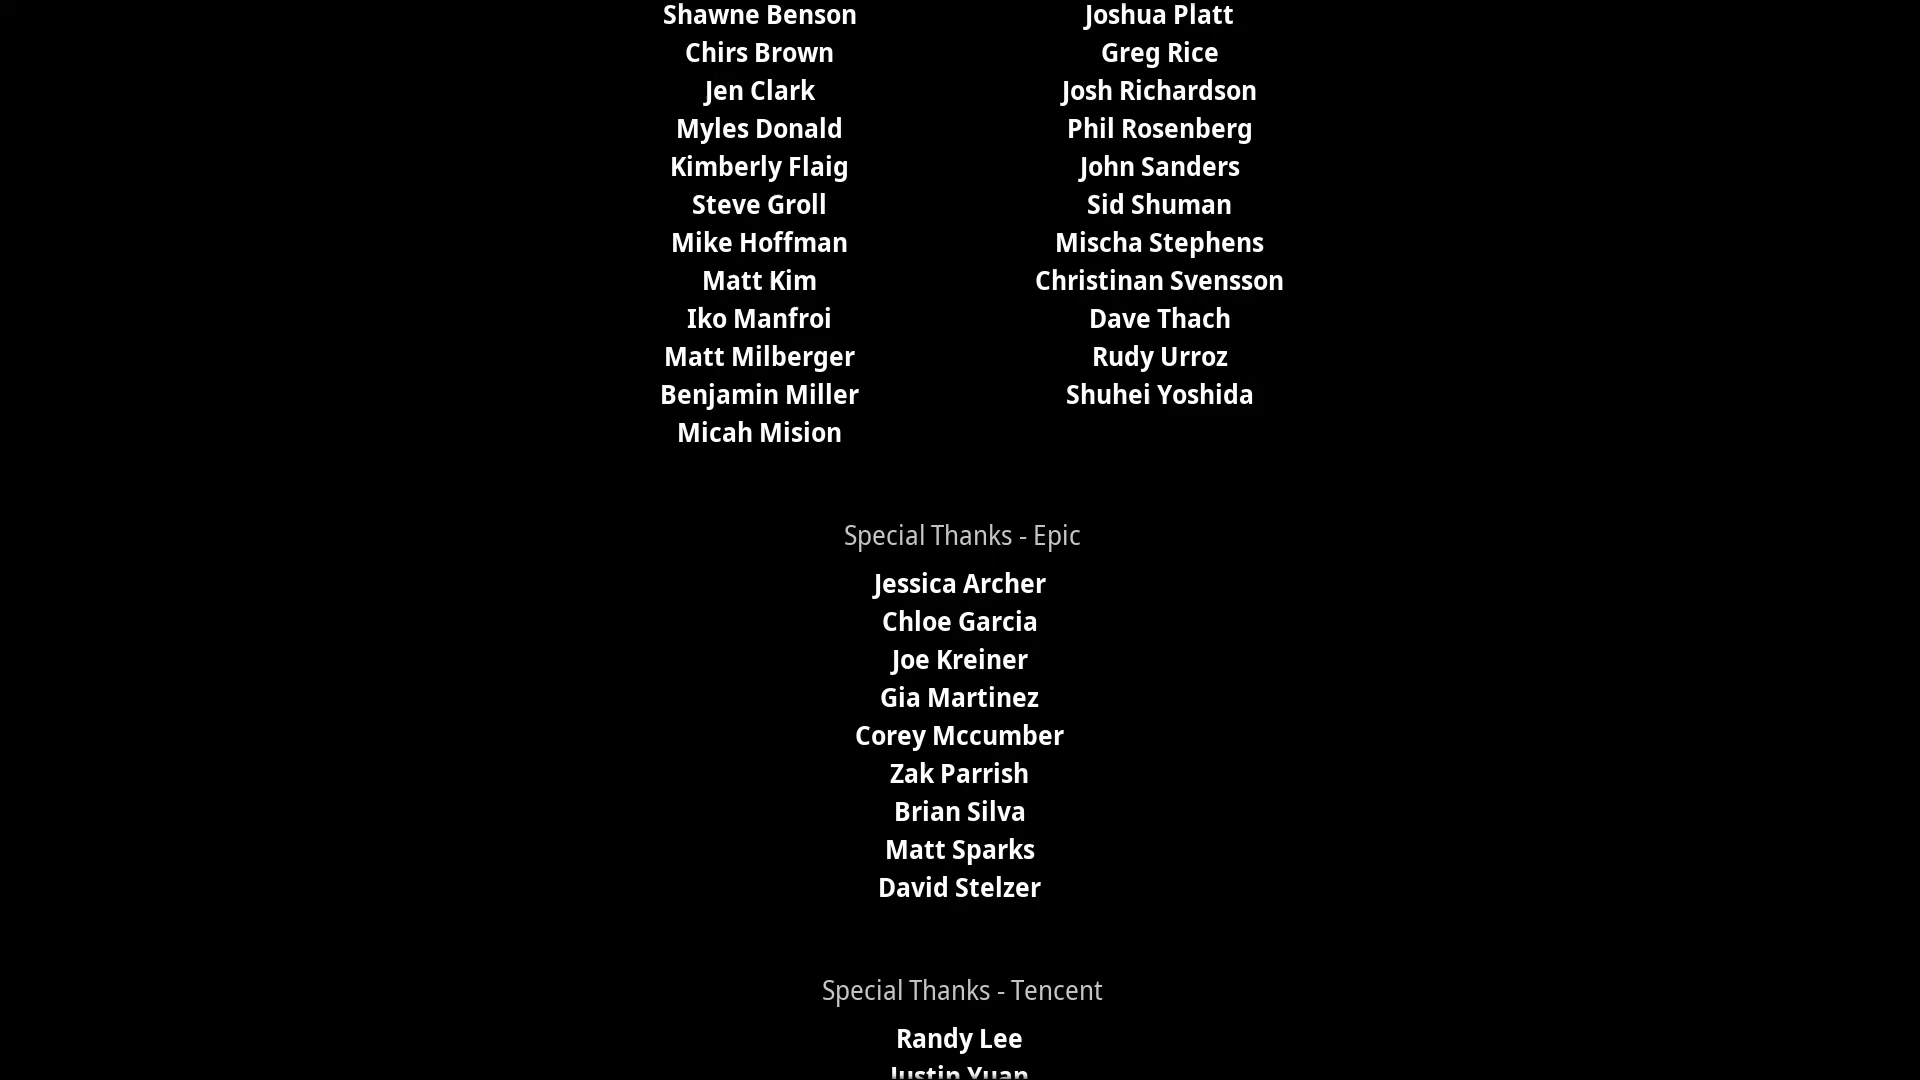 Shawne Benson
Chirs Brown
Jen Clark
Myles Donald
Kimberly Flaig
Steve Groll
Mike Hoffman
Matt Kim
Iko Manfroi
Matt Milberger
Benjamin Miller
Micah Mision
Joshua Platt
Greg Rice
Josh Richardson
Phil Rosenberg
John Sanders
Sid Shuman
Mischa Stephens
Christinan Svensson
Dave Thach
Rudy Urroz
Shuhei Yoshida
Special Thanks - Epic
Jessica Archer
Chloe Garcia
Joe Kreiner
Gia Martinez
Corey Mccumber
Zak Parrish
Brian Silva
Matt Sparks
David Stelzer
Special Thanks - Tencent
Randy Lee
Justin Yuan